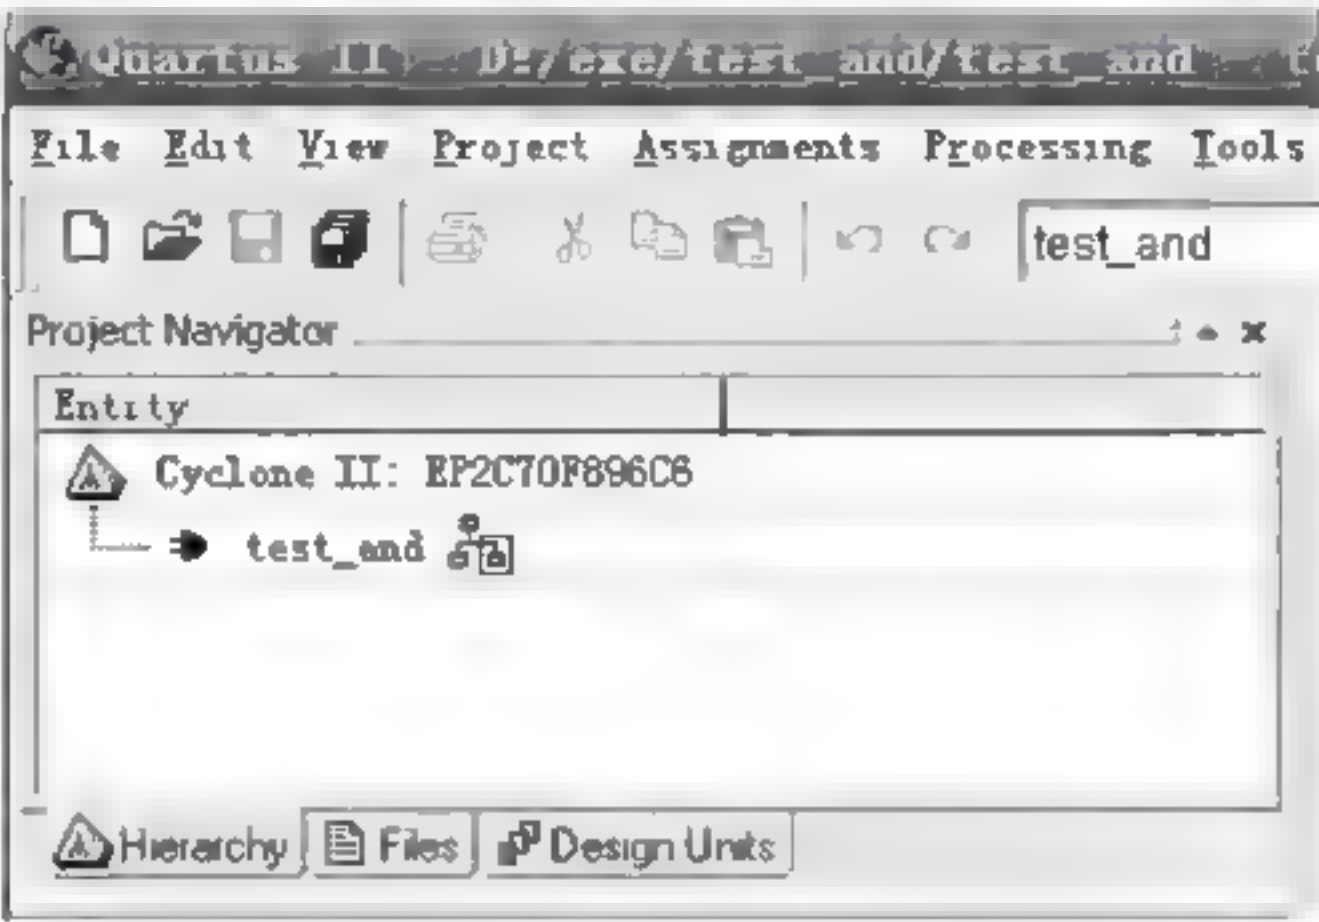 Quartus II - D:/exe/test_and/test_and - t
File Edit View Project Assignments Processing Tools
test_and
Project Navigator
Entity
Cyclone II: EP2C70F896C6
test_and
Hierarchy Files Design Units